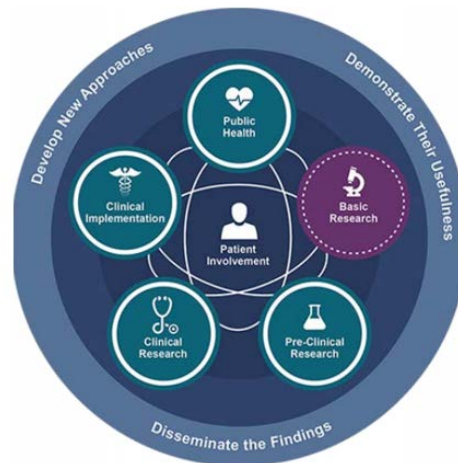 Develop New Approaches
Demonstrate Their Usefulness
Public
Health
Clinical
Implementation
Basic
Research
Patient
Involvement
Clinical
Research
Pre-Clinical
Research
Disseminate the Findings